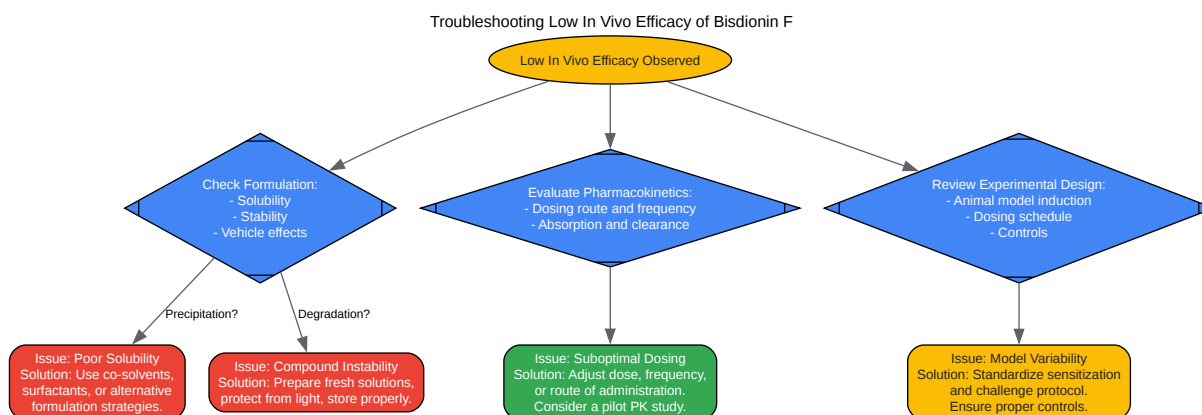 Troubleshooting Low In Vivo Efficacy of Bisdionin F
Low In Vivo Efficacy Observed
Check Formulation:
- Solubility
- Stability
- Vehicle effects
Evaluate Pharmacokinetics:
- Dosing route and frequency
- Absorption and clearance
Review Experimental Design:
- Animal model induction
- Dosing schedule
- Controls
Precipitation?
Degradation?
Issue: Poor Solubility
Solution: Use co-solvents,
surfactants, or alternative
formulation strategies.
Issue: Compound Instability
Solution: Prepare fresh solutions,
protect from light, store properly.
Issue: Suboptimal Dosing
Solution: Adjust dose, frequency,
or route of administration.
Consider a pilot PK study.
Issue: Model Variability
Solution: Standardize sensitization
and challenge protocol.
Ensure proper controls.